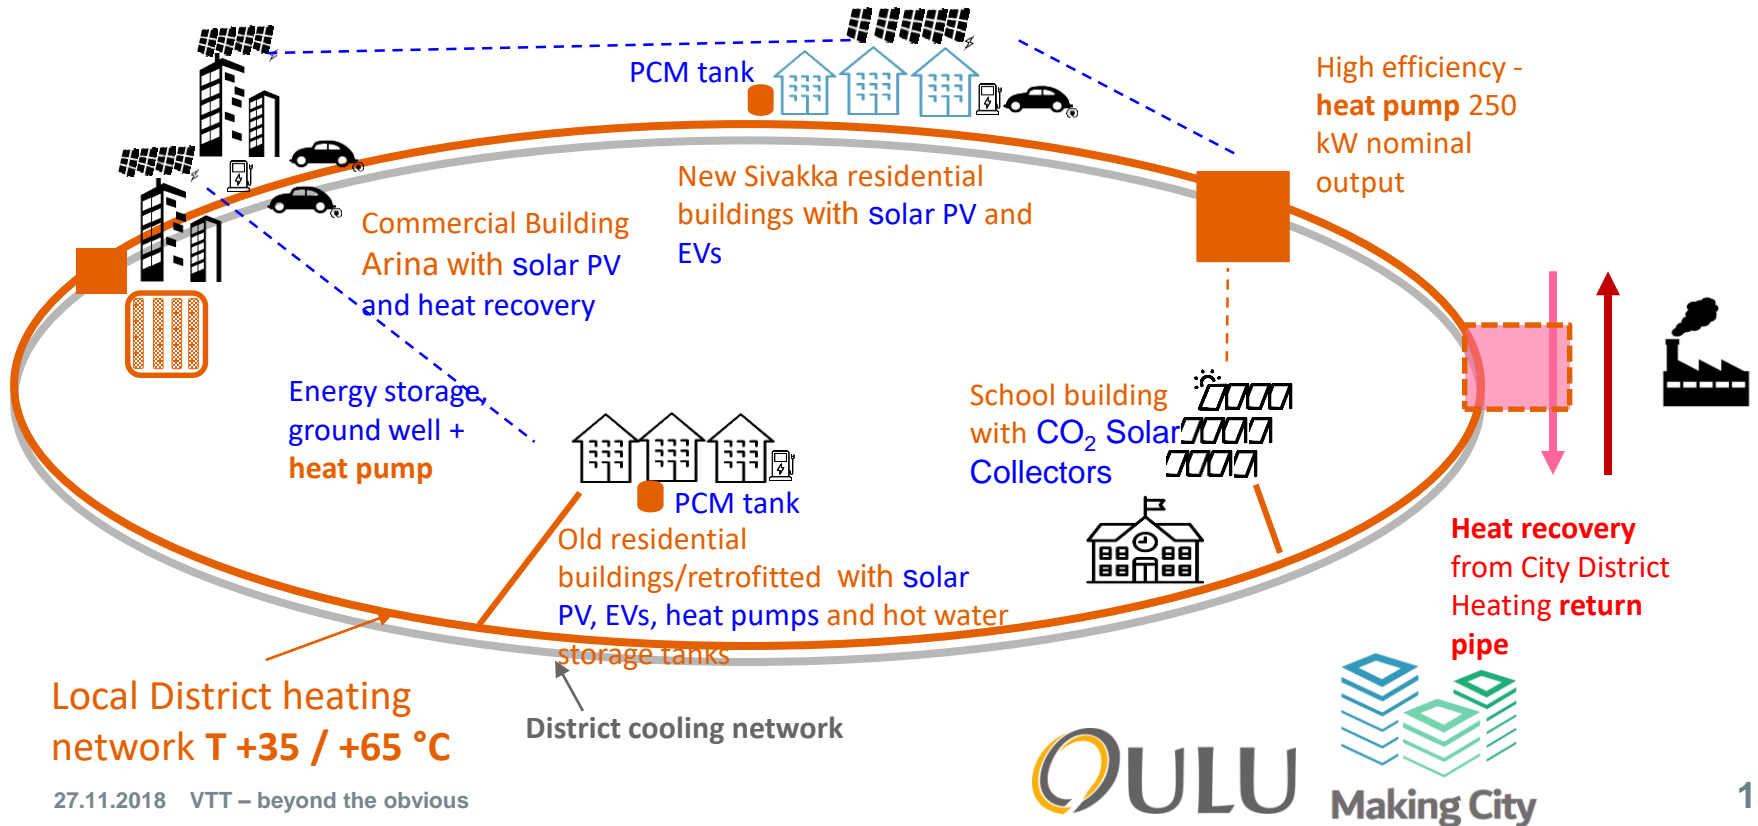 PCM tank
High efficiency -
heat pump 250
kW nominal
output
New Sivakka residential
buildings with solar PV and
EVs
Commercial Building
Arina with solar PV
and heat recovery
Energy storage,
ground well +
heat pump
School building
with CO₂ Solar
Collectors
PCM tank
Old residential
buildings/retrofitted with solar
PV, EVs, heat pumps and hot water
storage tanks
Heat recovery
from City District
Heating return
pipe
Local District heating
network T +35 / +65 °C
District cooling network
OULU
Making City
27.11.2018 VTT – beyond the obvious
1